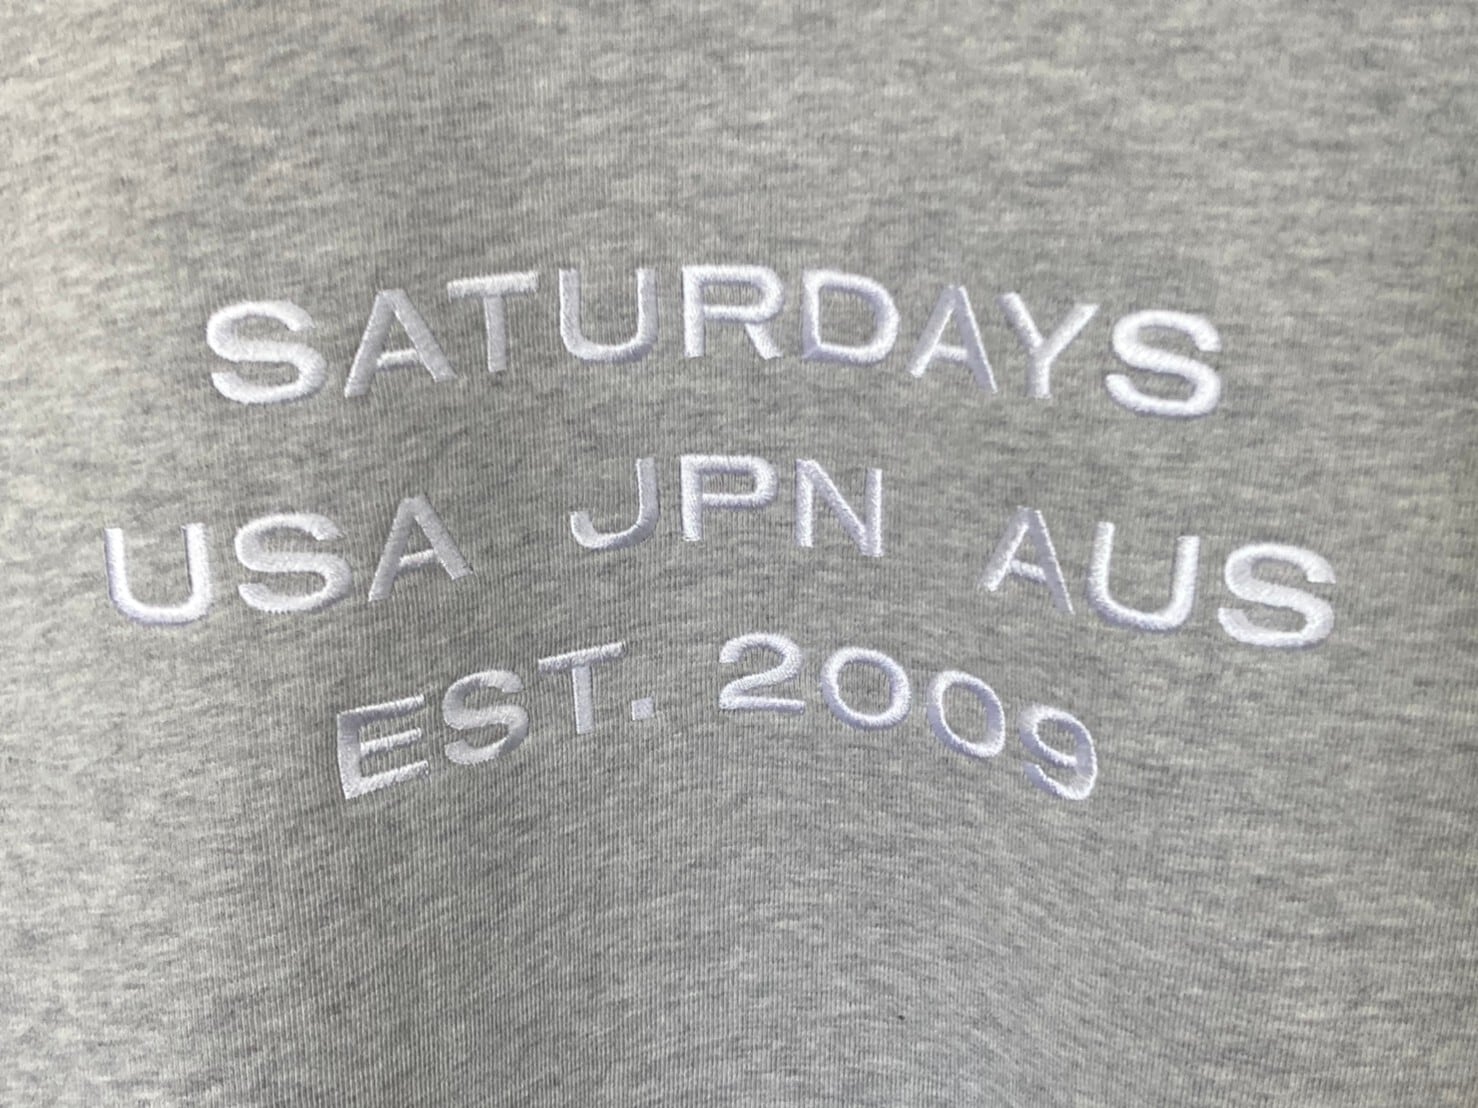 SATURDAYS
USA JPN AUS
EST. 2009